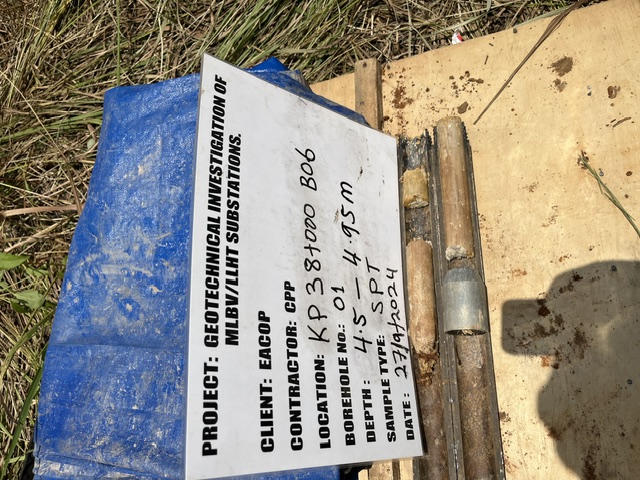 PROJECT: GEOTECHNICAL INVESTIGATION OF
MLBV/LLHT SUBSTATIONS.
CLIENT: EACOP
CONTRACTOR: CPP
LOCATION: KP 38+000 B06
BOREHOLE No.: 01
DEPTH: 4.5 – 4.95m
SAMPLE TYPE: SPT
DATE: 27/9/2024